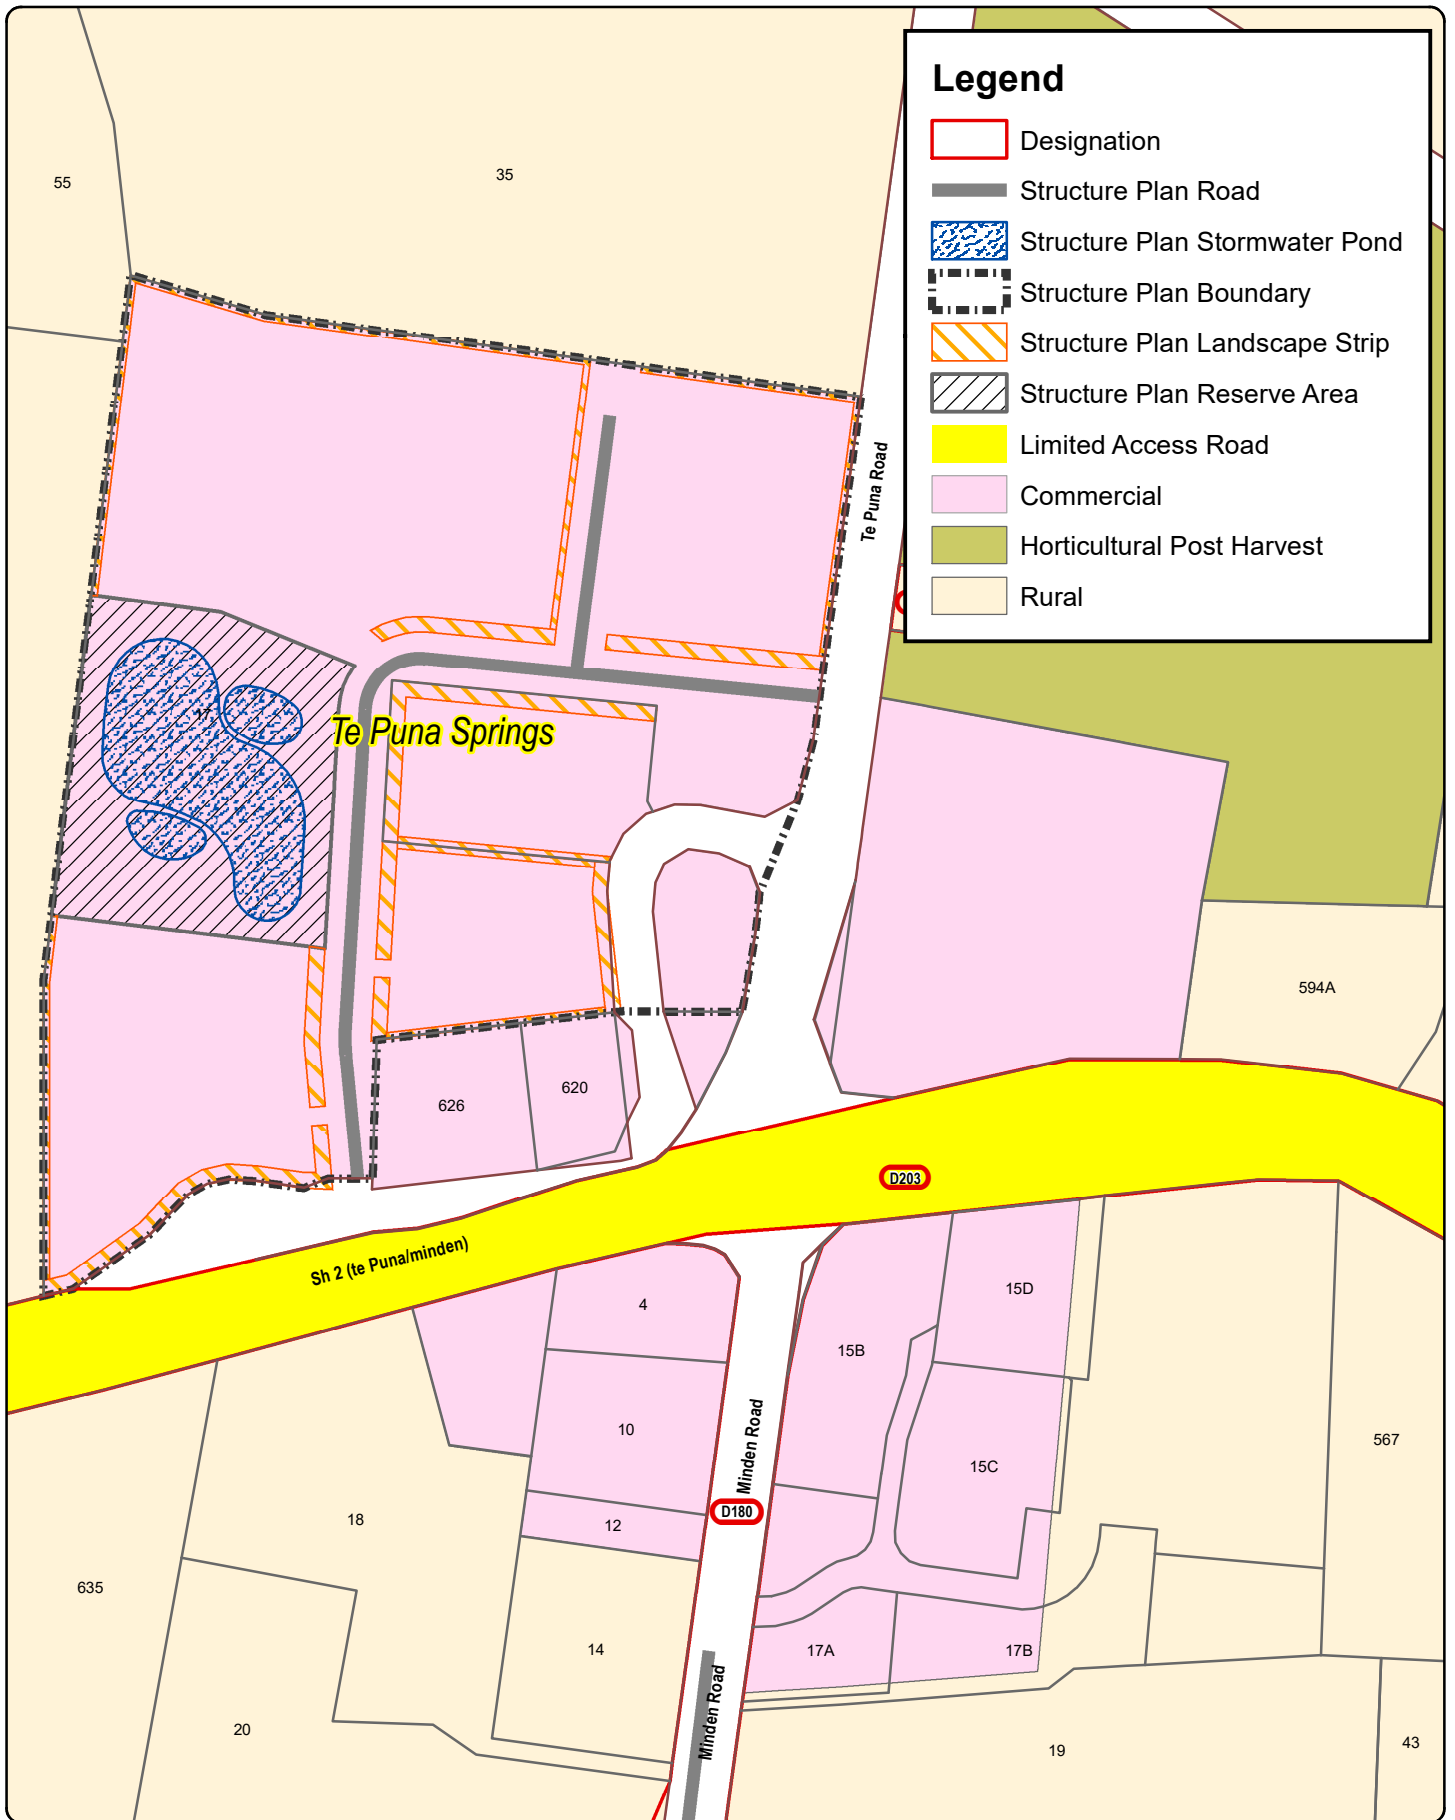 Legend
Designation
Structure Plan Road
Structure Plan Stormwater Pond
Structure Plan Boundary
Structure Plan Landscape Strip
Structure Plan Reserve Area
Limited Access Road
Commercial
Horticultural Post Harvest
Rural
55
35
Te Puna Road
17
Te Puna Springs
594A
626
620
D203
Sh 2 (te Puna/minden)
4
15D
15B
10
Minden Road
15C
567
D180
12
18
635
14
17A
17B
Minden Road
20
19
43